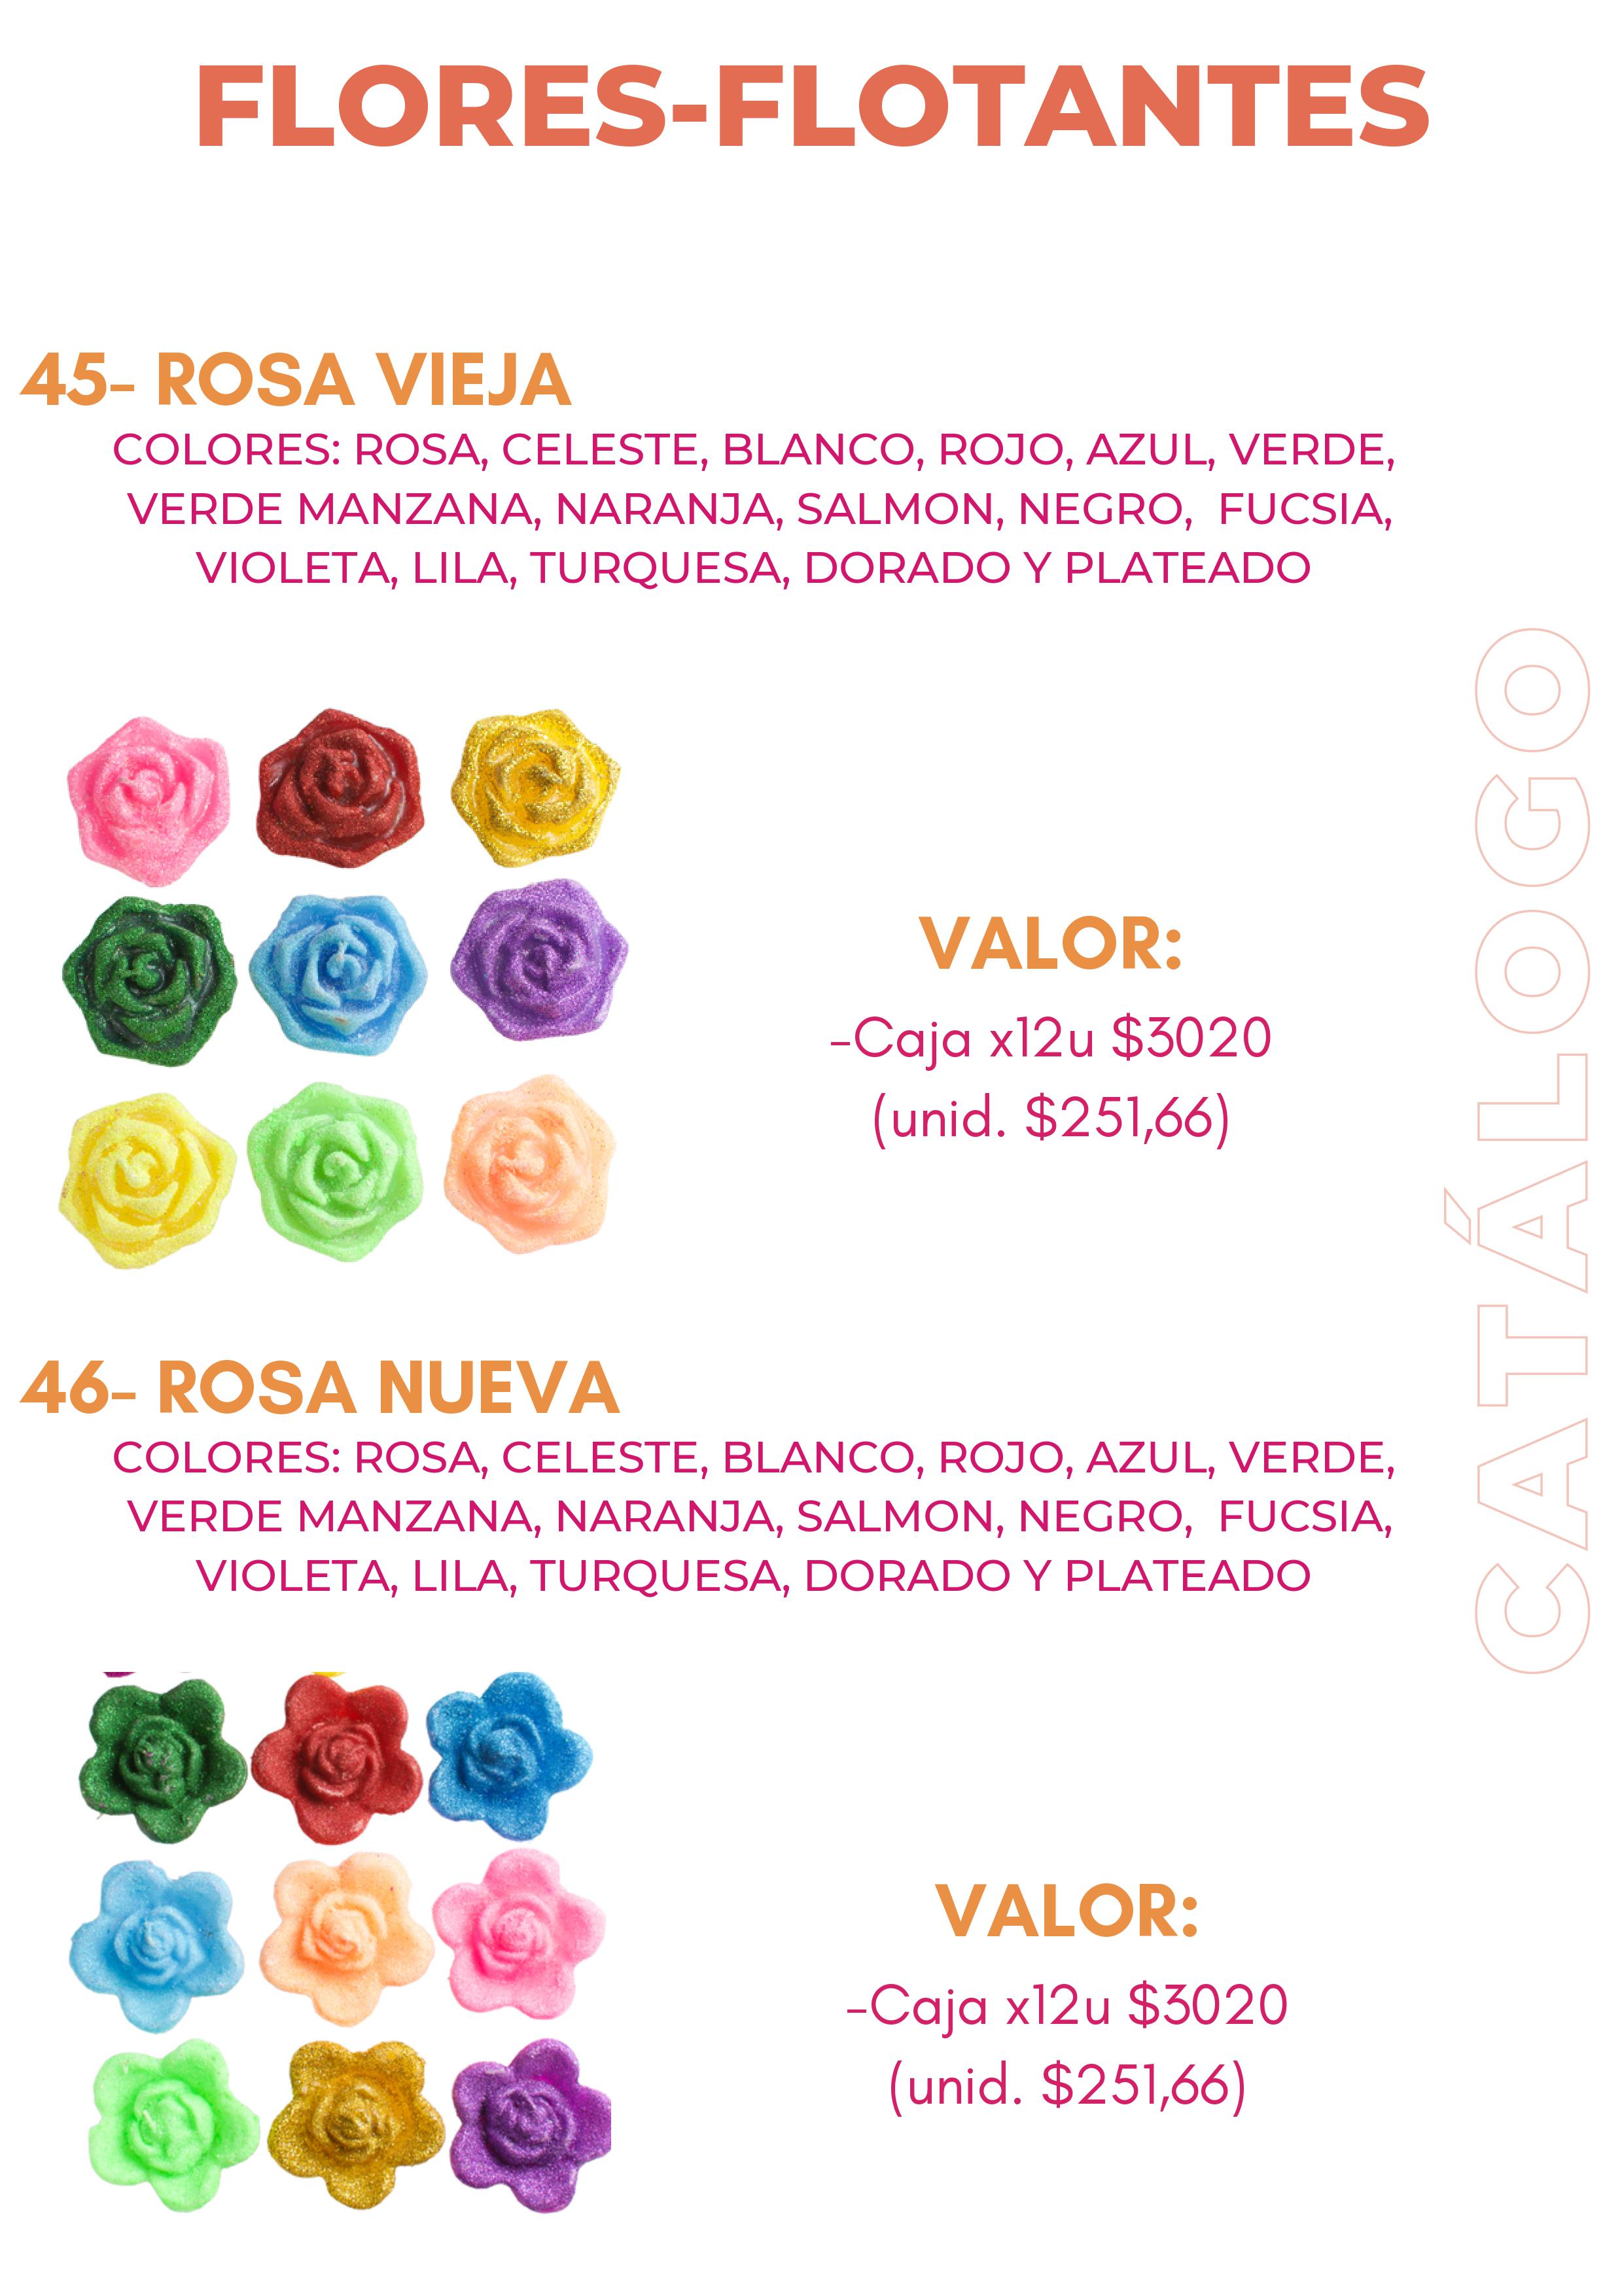 FLORES-FLOTANTES
45- ROSA VIEJA
COLORES: ROSA, CELESTE, BLANCO, ROJO, AZUL, VERDE,
VERDE MANZANA, NARANJA, SALMON, NEGRO,  FUCSIA,
VIOLETA, LILA, TURQUESA, DORADO Y PLATEADO
VALOR:
-Caja x12u $3020
(unid. $251,66)
CATÁLOGO
46- ROSA NUEVA
COLORES: ROSA, CELESTE, BLANCO, ROJO, AZUL, VERDE,
VERDE MANZANA, NARANJA, SALMON, NEGRO,  FUCSIA,
VIOLETA, LILA, TURQUESA, DORADO Y PLATEADO
VALOR:
-Caja x12u $3020
(unid. $251,66)